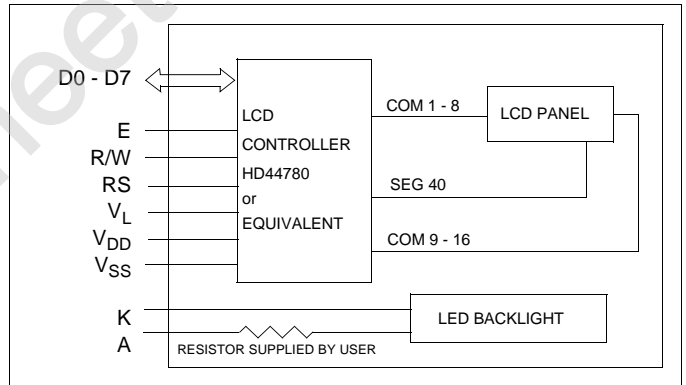 D0 - D7
E
R/W
RS
VL
VDD
VSS
K
A
LCD
CONTROLLER
HD44780
or
EQUIVALENT
COM 1 - 8
LCD PANEL
SEG 40
COM 9 - 16
LED BACKLIGHT
RESISTOR SUPPLIED BY USER